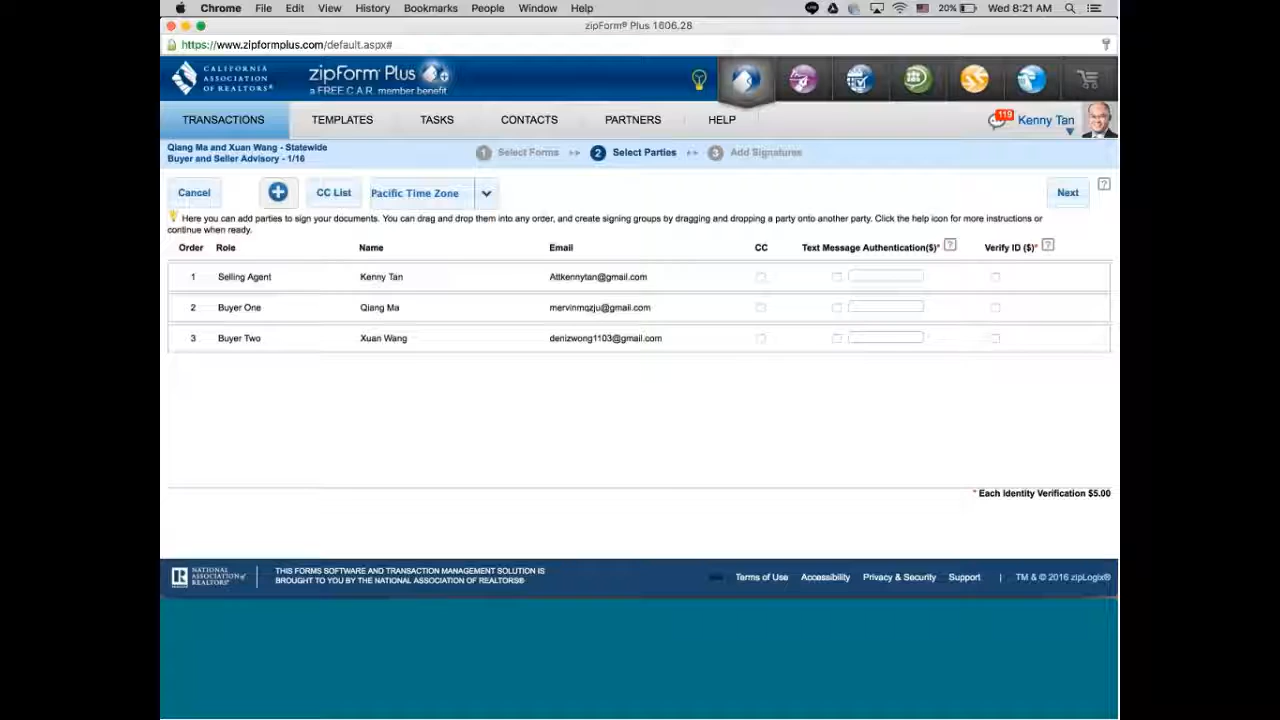 Chrome File Edit View History Bookmarks People Window Help 20% Wed 8:21 AM
zipForm® Plus 1606.28
https://www.zipformplus.com/default.aspx#
CALIFORNIA
ASSOCIATION
OF REALTORS®
zipForm® Plus
a FREE C.A.R. member benefit
TRANSACTIONS TEMPLATES TASKS CONTACTS PARTNERS HELP 119 Kenny Tan
Qiang Ma and Xuan Wang - Statewide
Buyer and Seller Advisory - 1/16
1 Select Forms 2 Select Parties 3 Add Signatures
Cancel CC List Pacific Time Zone Next ?
Here you can add parties to sign your documents. You can drag and drop them into any order, and create signing groups by dragging and dropping a party onto another party. Click the help icon for more instructions or
continue when ready.
Order Role Name Email CC Text Message Authentication($)* ? Verify ID ($)* ?
1 Selling Agent Kenny Tan Attkennytan@gmail.com
2 Buyer One Qiang Ma mervinmqzju@gmail.com
3 Buyer Two Xuan Wang denizwong1103@gmail.com
* Each Identity Verification $5.00
R NATIONAL
ASSOCIATION of
REALTORS®
THIS FORMS SOFTWARE AND TRANSACTION MANAGEMENT SOLUTION IS
BROUGHT TO YOU BY THE NATIONAL ASSOCIATION OF REALTORS®
Terms of Use Accessibility Privacy & Security Support | TM & © 2016 zipLogix®